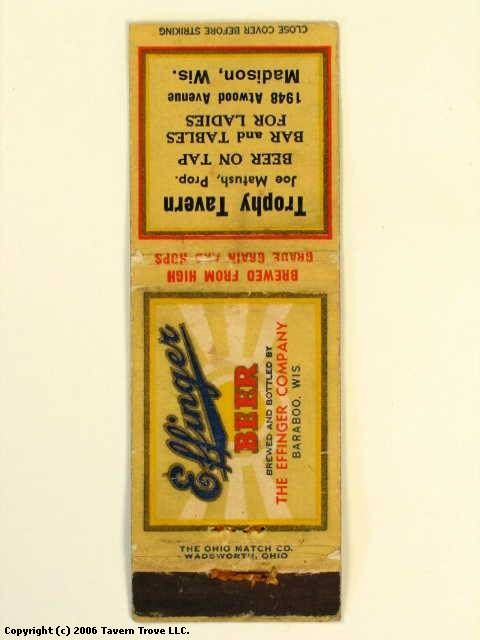 CLOSE COVER BEFORE STRIKING
Trophy Tavern
Joe Matush, Prop.
BEER ON TAP
BAR and TABLES
FOR LADIES
1948 Atwood Avenue
Madison, Wis.
BREWED FROM HIGH
GRADE GRAIN AND HOPS
Effinger
BEER
BREWED AND BOTTLED BY
THE EFFINGER COMPANY
BARABOO, WIS.
THE OHIO MATCH CO.
WADSWORTH, OHIO
Copyright (c) 2006 Tavern Trove LLC.